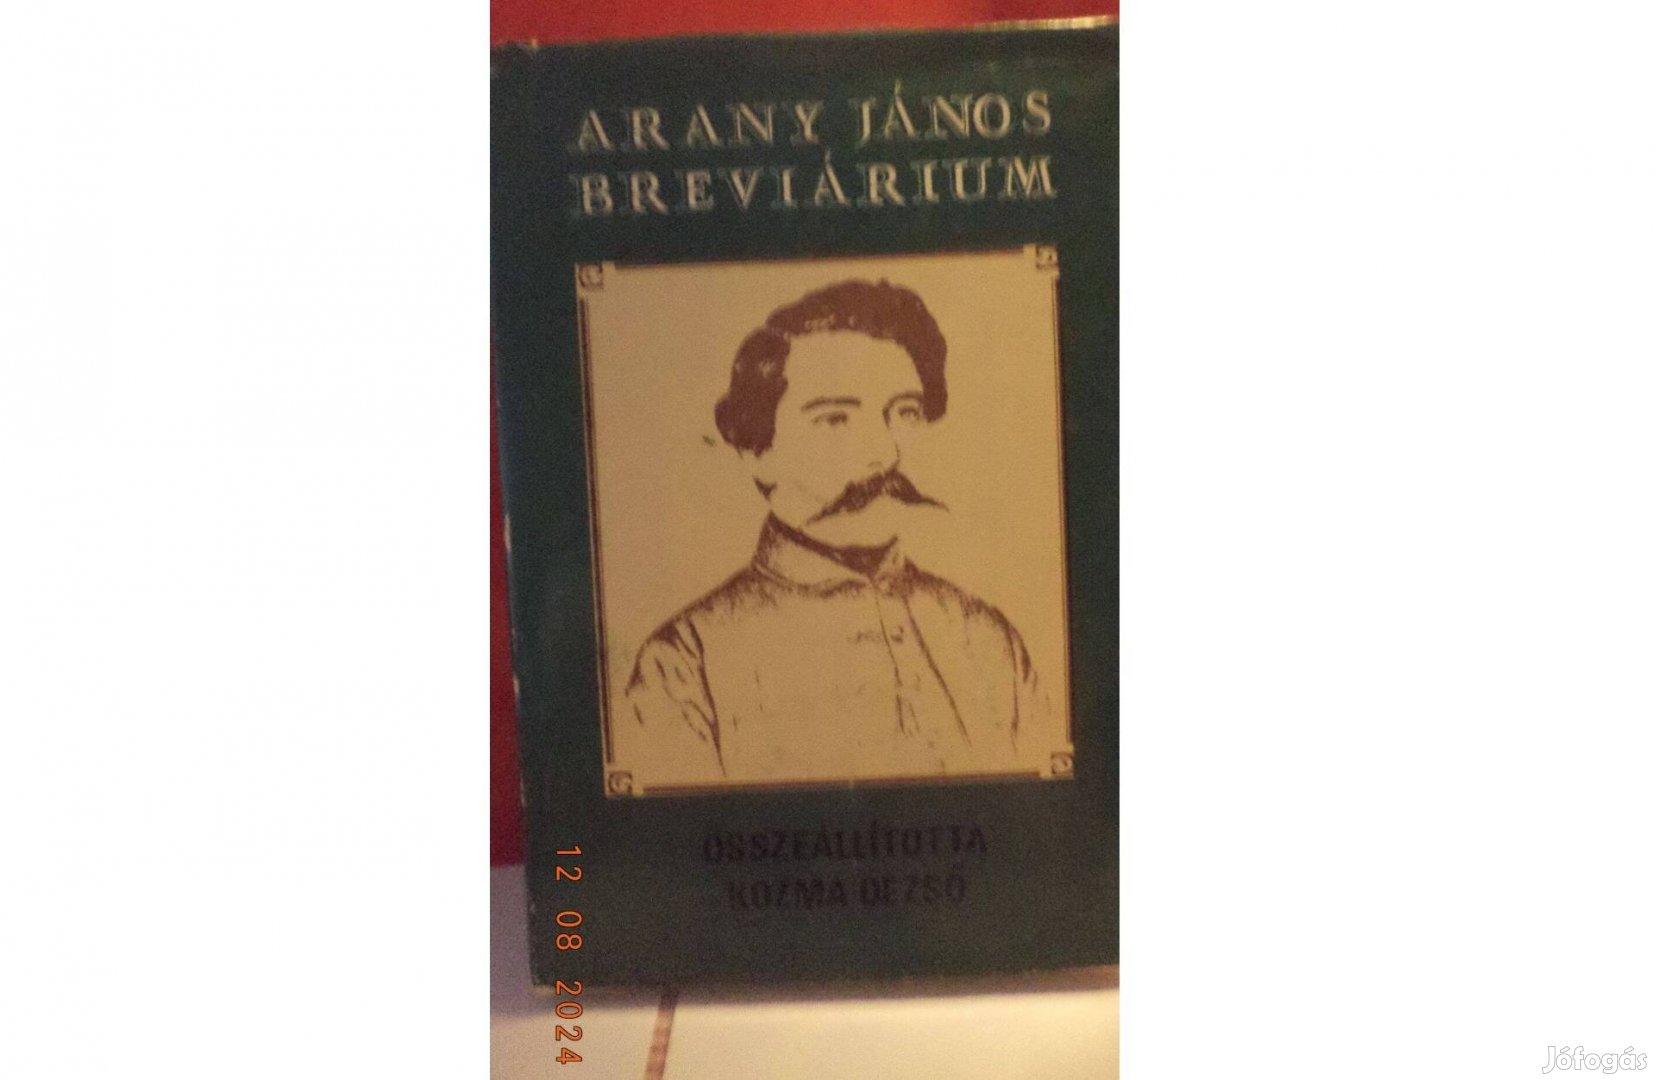 ARANY JÁNOS
BREVIÁRIUM
ÖSSZEÁLLÍTOTTA
KOZMA DEZSŐ
12 08 2024
Jófogás